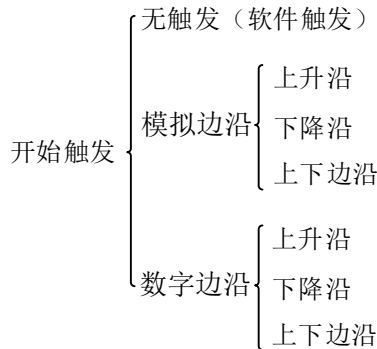 无触发（软件触发）
上升沿
模拟边沿
下降沿
开始触发
上下边沿
上升沿
数字边沿
下降沿
上下边沿